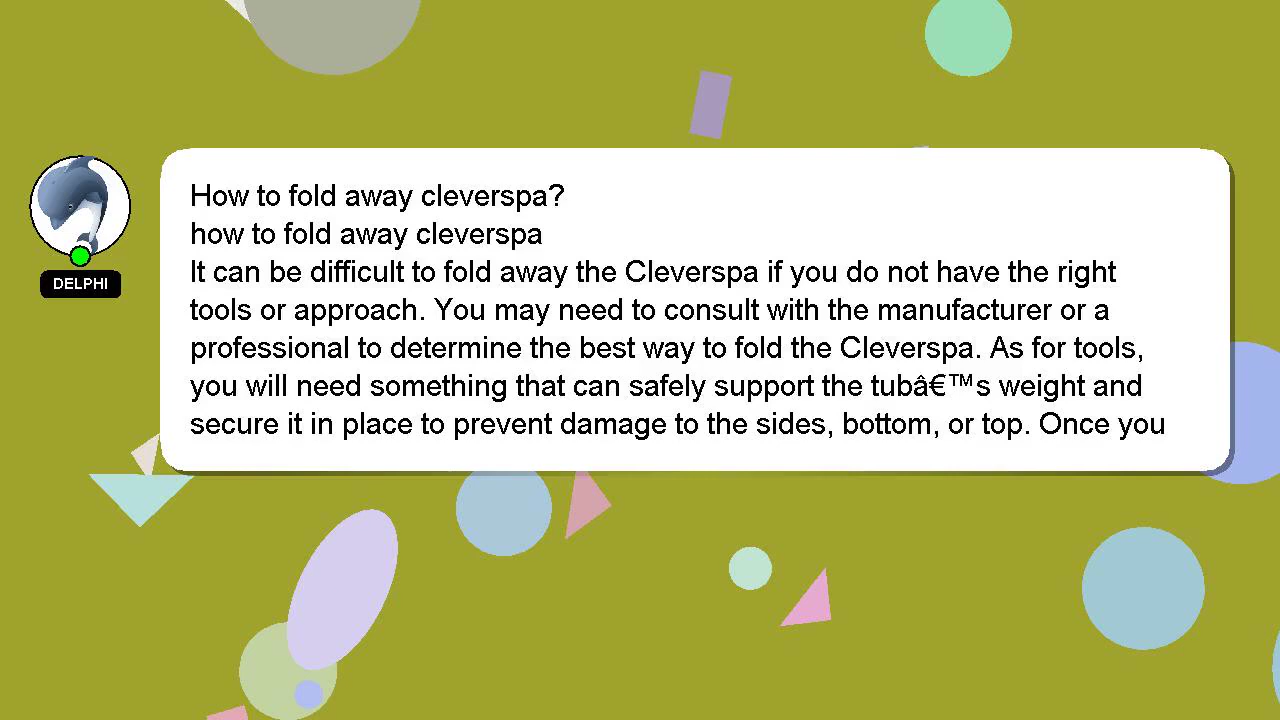 How to fold away cleverspa?
how to fold away cleverspa
It can be difficult to fold away the Cleverspa if you do not have the right
tools or approach. You may need to consult with the manufacturer or a
professional to determine the best way to fold the Cleverspa. As for tools,
you will need something that can safely support the tubâ€™s weight and
secure it in place to prevent damage to the sides, bottom, or top. Once you
DELPHI